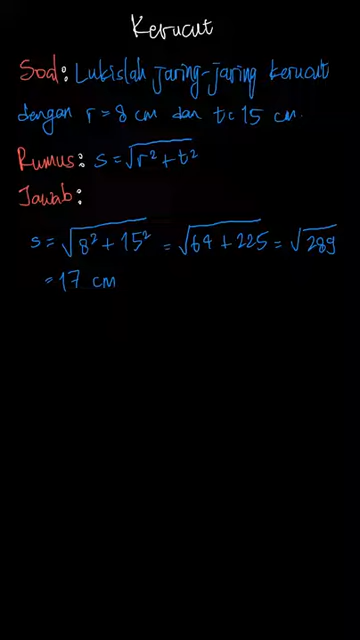 Kerucut
Soal: Lukislah jaring-jaring kerucut
dengan r = 8 cm dan t = 15 cm.
Rumus: s = √(r² + t²)
Jawab:
s = √(8² + 15²) = √(64 + 225) = √289
= 17 cm